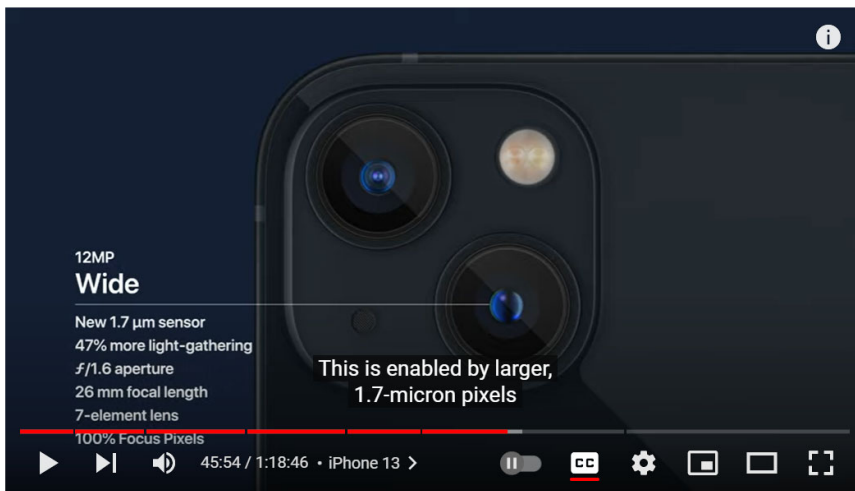 12MP
Wide
New 1.7 μm sensor
47% more light-gathering
ƒ/1.6 aperture
26 mm focal length
7-element lens
100% Focus Pixels
This is enabled by larger,
1.7-micron pixels
45:54 / 1:18:46 • iPhone 13 >
CC